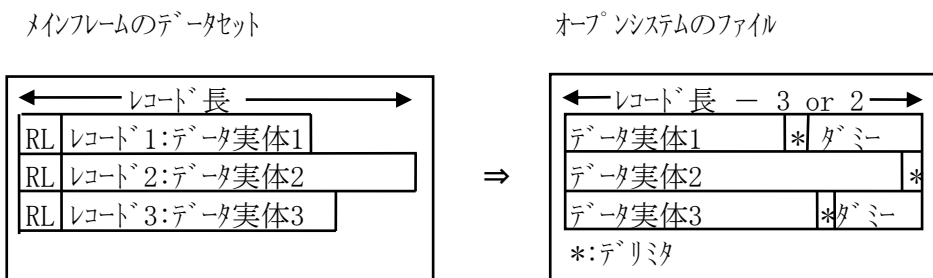 ﾒｲﾝﾌﾚｰﾑのﾃﾞｰﾀｾｯﾄ
ｵｰﾌﾟﾝｼｽﾃﾑのﾌｧｲﾙ
ﾚｺｰﾄﾞ長
RL ﾚｺｰﾄﾞ1:ﾃﾞｰﾀ実体1
RL ﾚｺｰﾄﾞ2:ﾃﾞｰﾀ実体2
RL ﾚｺｰﾄﾞ3:ﾃﾞｰﾀ実体3
⇒
ﾚｺｰﾄﾞ長 － 3 or 2
ﾃﾞｰﾀ実体1 * ﾀﾞﾐｰ
ﾃﾞｰﾀ実体2 *
ﾃﾞｰﾀ実体3 *ﾀﾞﾐｰ
*:ﾃﾞﾘﾐﾀ